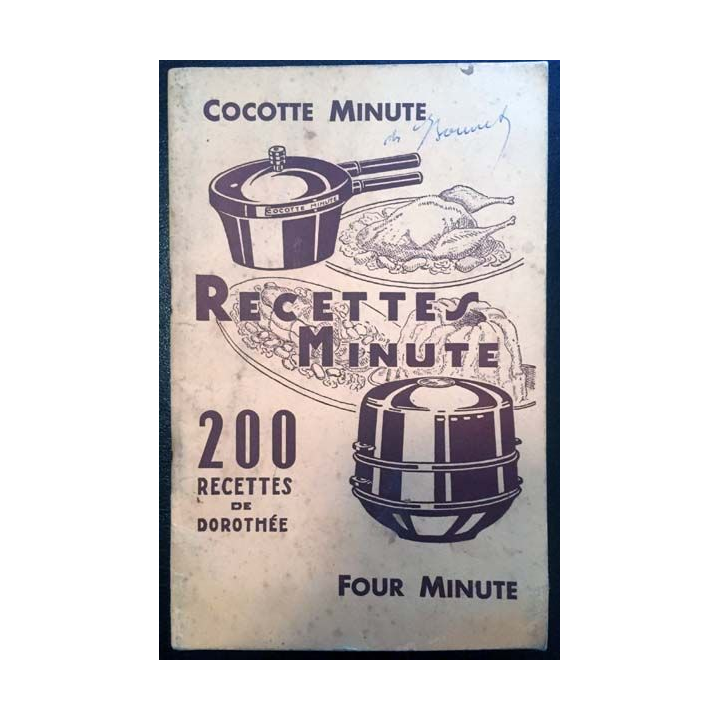 COCOTTE MINUTE
COCOTTE MINUTE
RECETTES
MINUTE
200
RECETTES
DE
DOROTHÉE
FOUR MINUTE